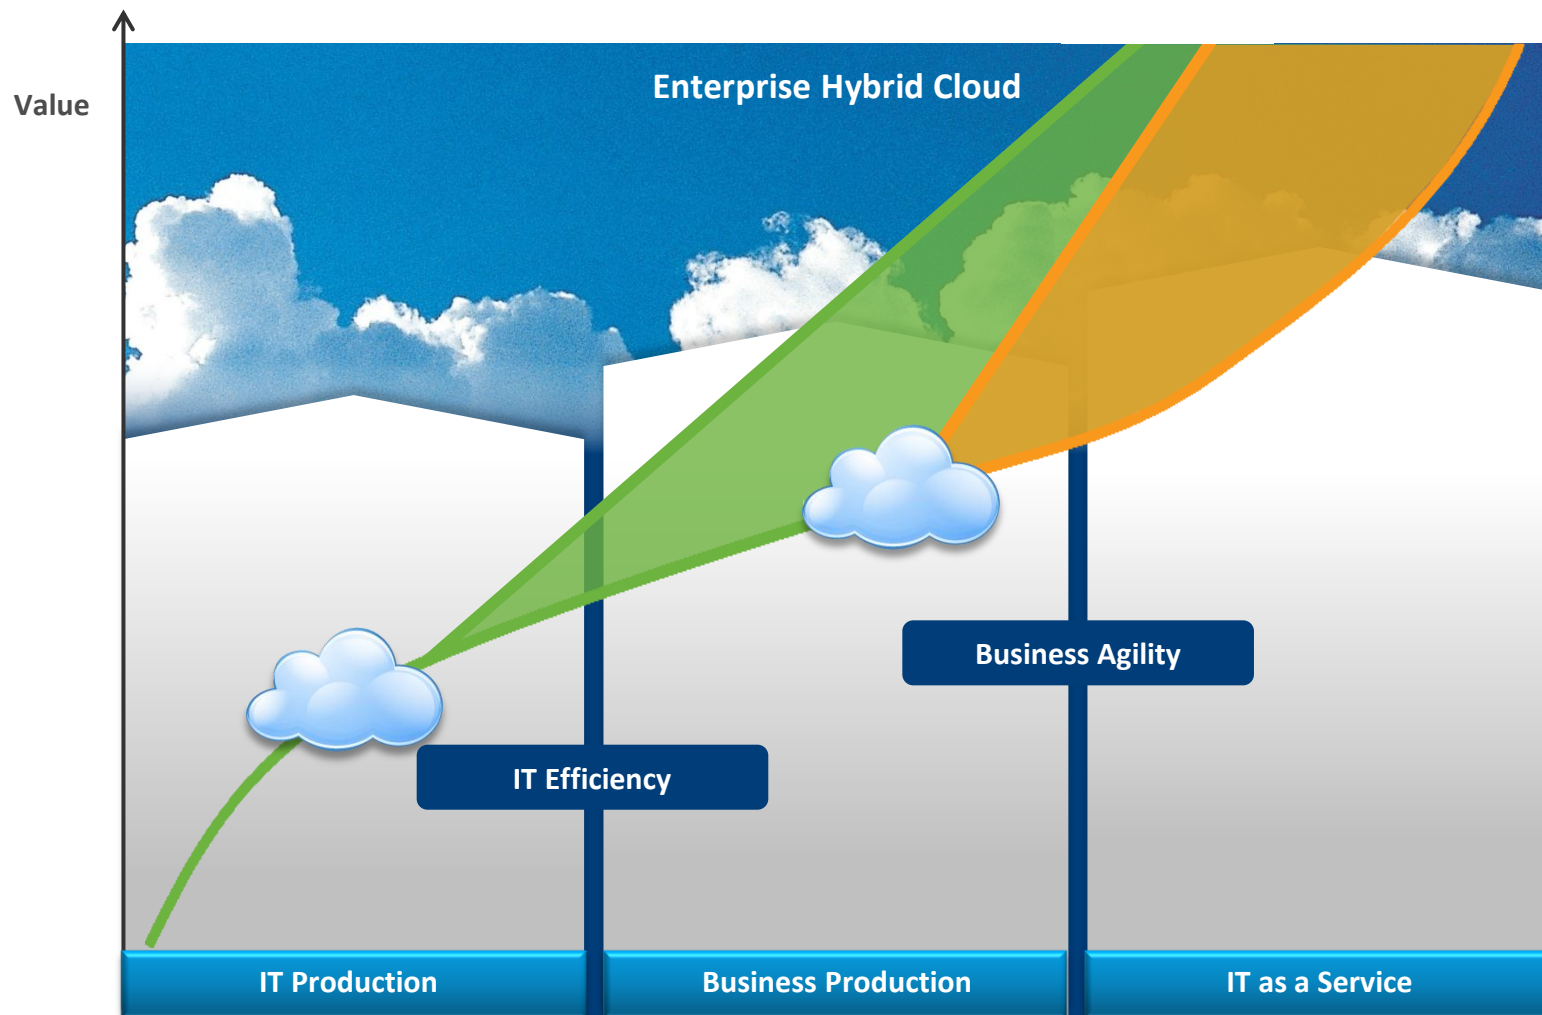 Value
Enterprise Hybrid Cloud
Business Agility
IT Efficiency
IT Production
Business Production
IT as a Service